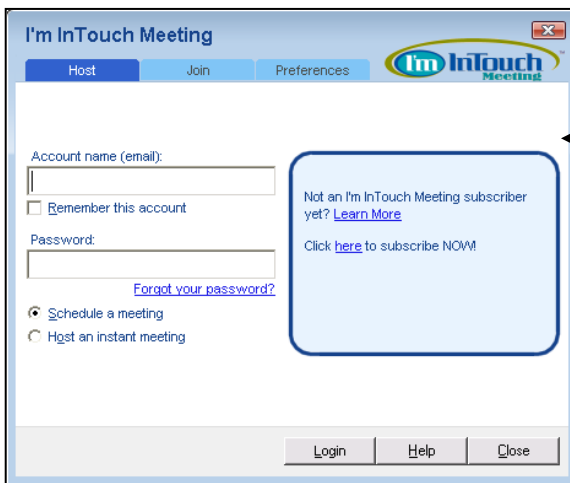 I'm InTouch Meeting
I'm InTouch™
Meeting
Host
Join
Preferences
Account name (email):
Remember this account
Password:
Forgot your password?
Schedule a meeting
Host an instant meeting
Not an I'm InTouch Meeting subscriber
yet? Learn More
Click here to subscribe NOW!
Login
Help
Close